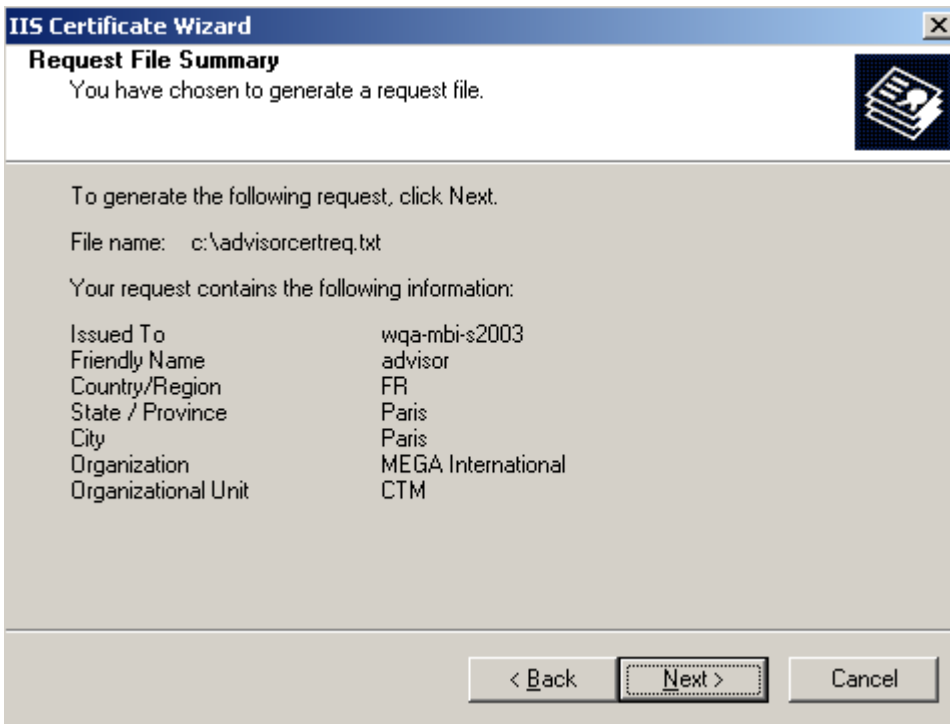 IIS Certificate Wizard
Request File Summary
You have chosen to generate a request file.
To generate the following request, click Next.
File name: c:\advisorcertreq.txt
Your request contains the following information:
Issued To wqa-mbi-s2003
Friendly Name advisor
Country/Region FR
State / Province Paris
City Paris
Organization MEGA International
Organizational Unit CTM
< Back Next > Cancel